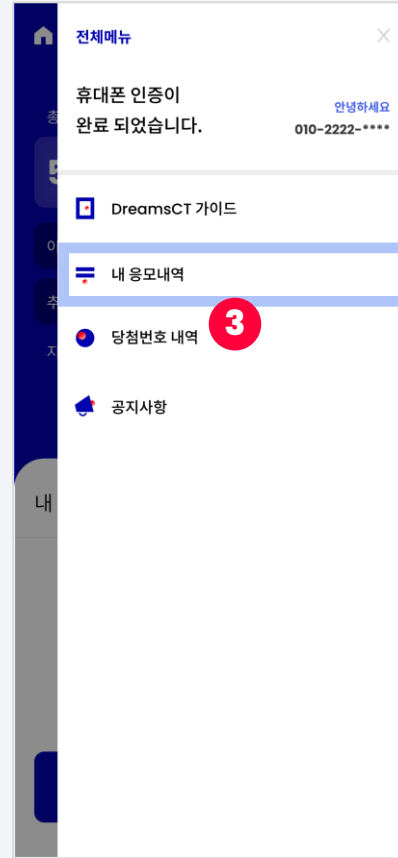 전체메뉴
휴대폰 인증이
완료 되었습니다.
안녕하세요
010-2222-****
DreamsCT 가이드
내 응모내역
3
당첨번호 내역
공지사항
내